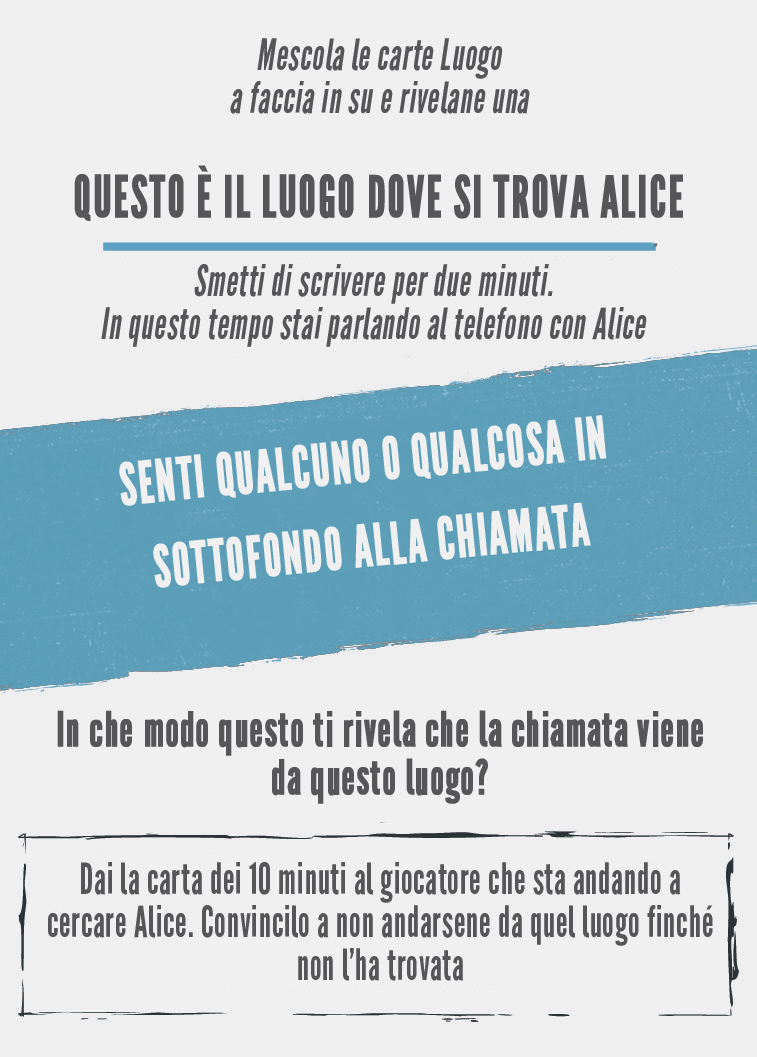 Mescola le carte Luogo
a faccia in su e rivelane una
QUESTO È IL LUOGO DOVE SI TROVA ALICE
Smetti di scrivere per due minuti.
In questo tempo stai parlando al telefono con Alice
SENTI QUALCUNO O QUALCOSA IN
SOTTOFONDO ALLA CHIAMATA
In che modo questo ti rivela che la chiamata viene
da questo luogo?
Dai la carta dei 10 minuti al giocatore che sta andando a
cercare Alice. Convincilo a non andarsene da quel luogo finché
non l'ha trovata